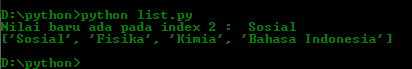 D:\python>python list.py
Nilai baru ada pada index 2 :  Sosial
['Sosial', 'Fisika', 'Kimia', 'Bahasa Indonesia']
D:\python>